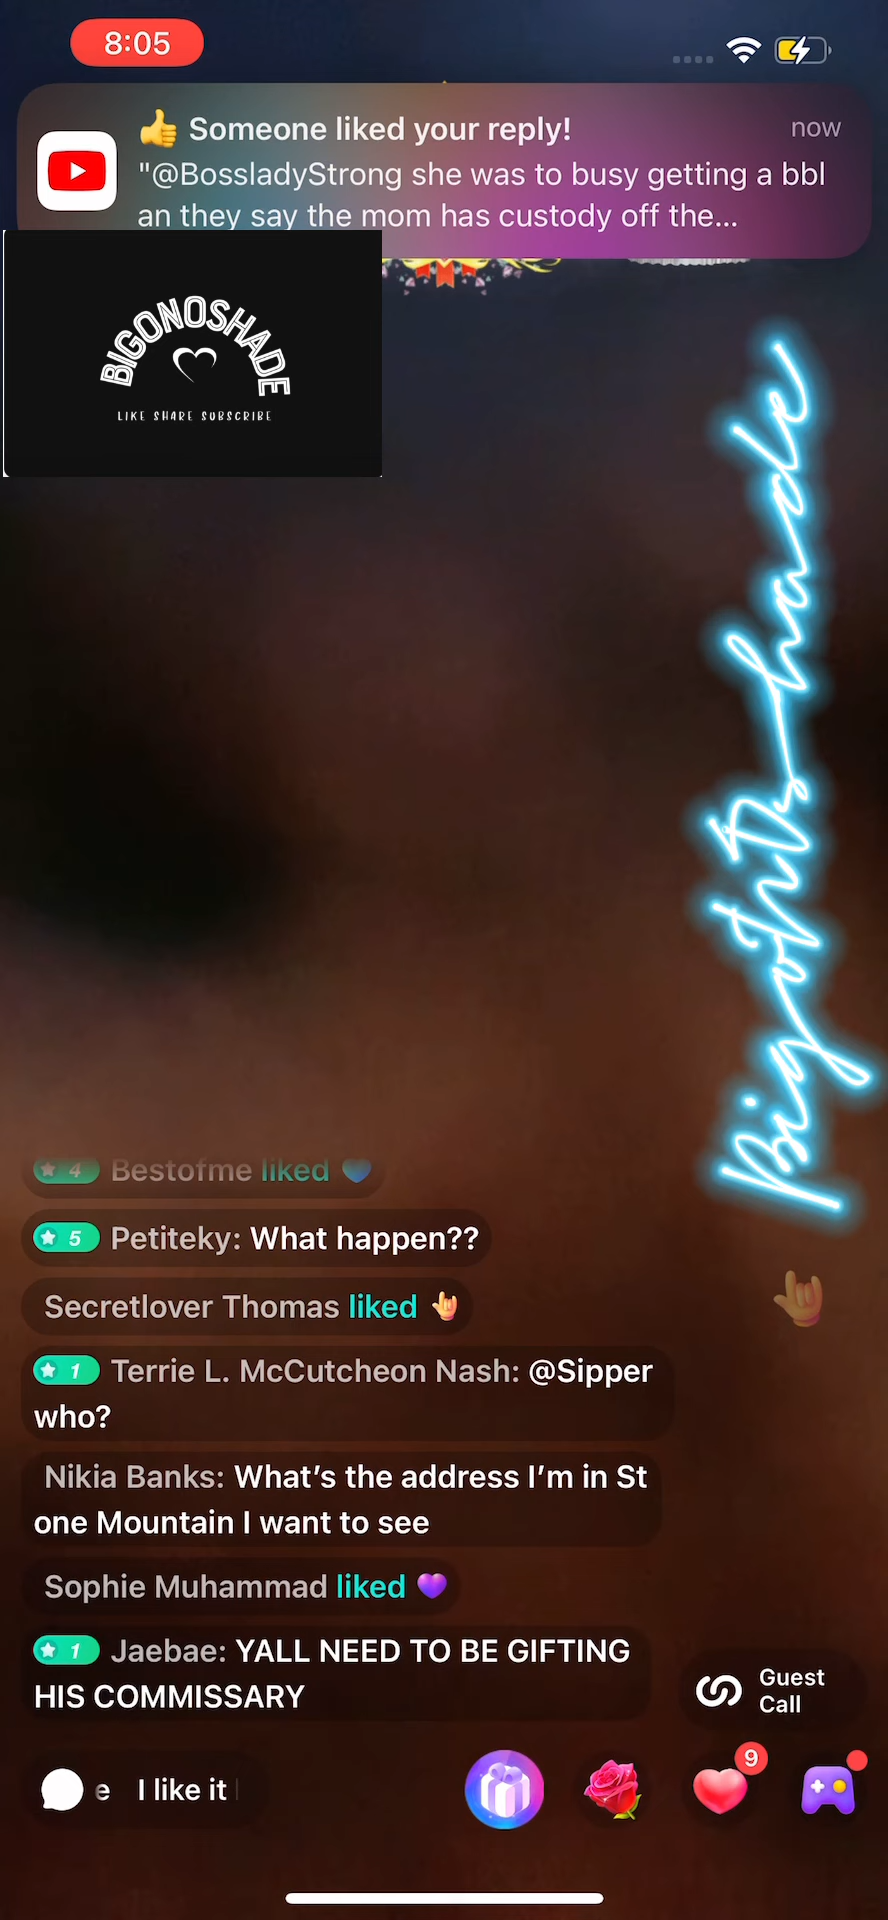 8:05
👍 Someone liked your reply!
now
"@BossladyStrong she was to busy getting a bbl
an they say the mom has custody off the...
BIGONOSHADE
LIKE SHARE SUBSCRIBE
BigoNoshade
4 Bestofme liked 💙
5 Petiteky: What happen??
Secretlover Thomas liked 🤟
1 Terrie L. McCutcheon Nash: @Sipper
who?
Nikia Banks: What's the address I'm in St
one Mountain I want to see
Sophie Muhammad liked 💜
1 Jaebae: YALL NEED TO BE GIFTING
HIS COMMISSARY
Guest
Call
e I like it
9